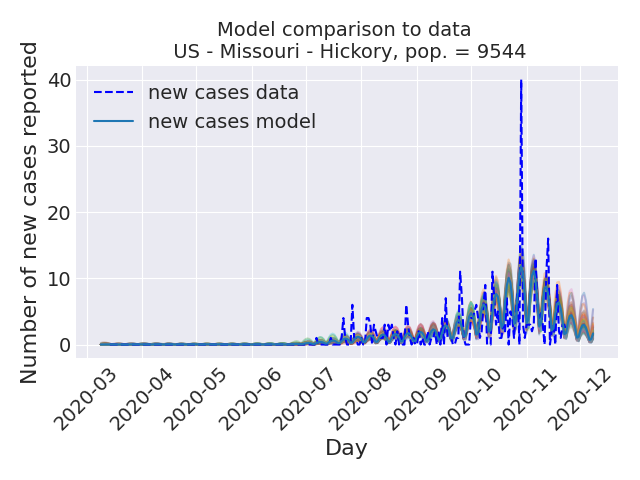 Model comparison to data
US - Missouri - Hickory, pop. = 9544
Number of new cases reported
40
30
20
10
0
new cases data
new cases model
2020-03
2020-04
2020-05
2020-06
2020-07
2020-08
2020-09
2020-10
2020-11
2020-12
Day